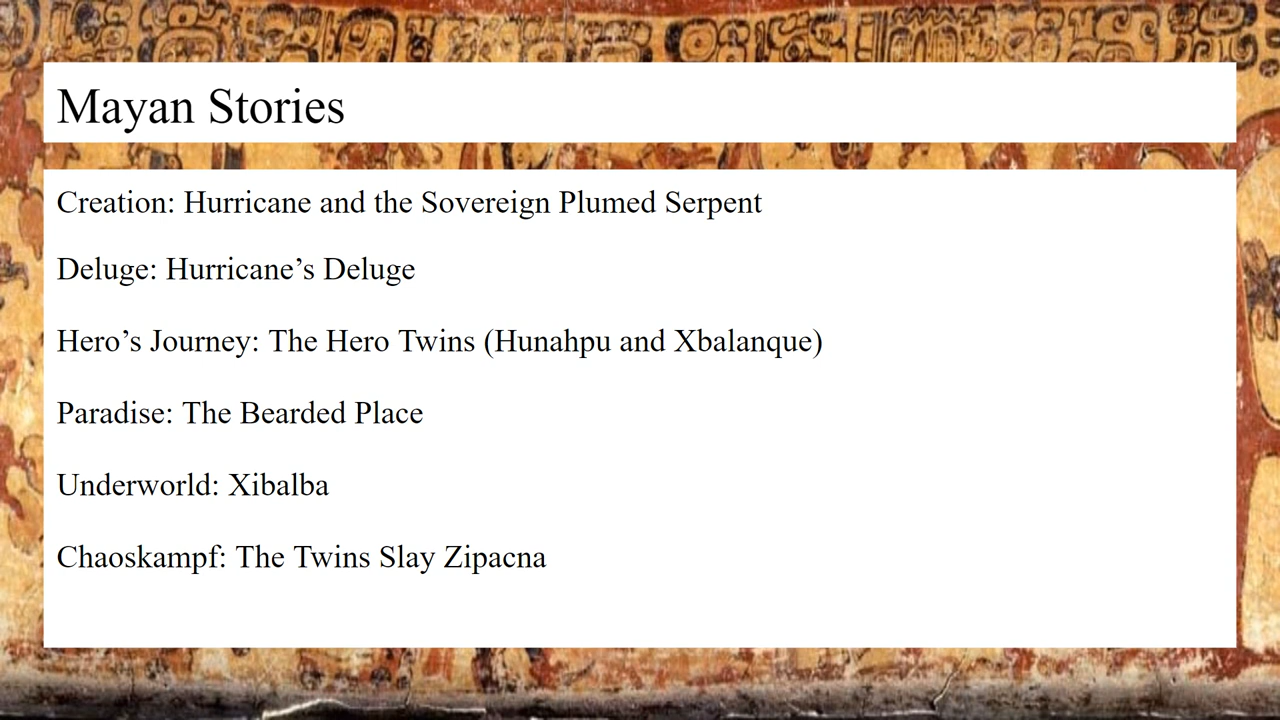 Mayan Stories
Creation: Hurricane and the Sovereign Plumed Serpent
Deluge: Hurricane’s Deluge
Hero’s Journey: The Hero Twins (Hunahpu and Xbalanque)
Paradise: The Bearded Place
Underworld: Xibalba
Chaoskampf: The Twins Slay Zipacna